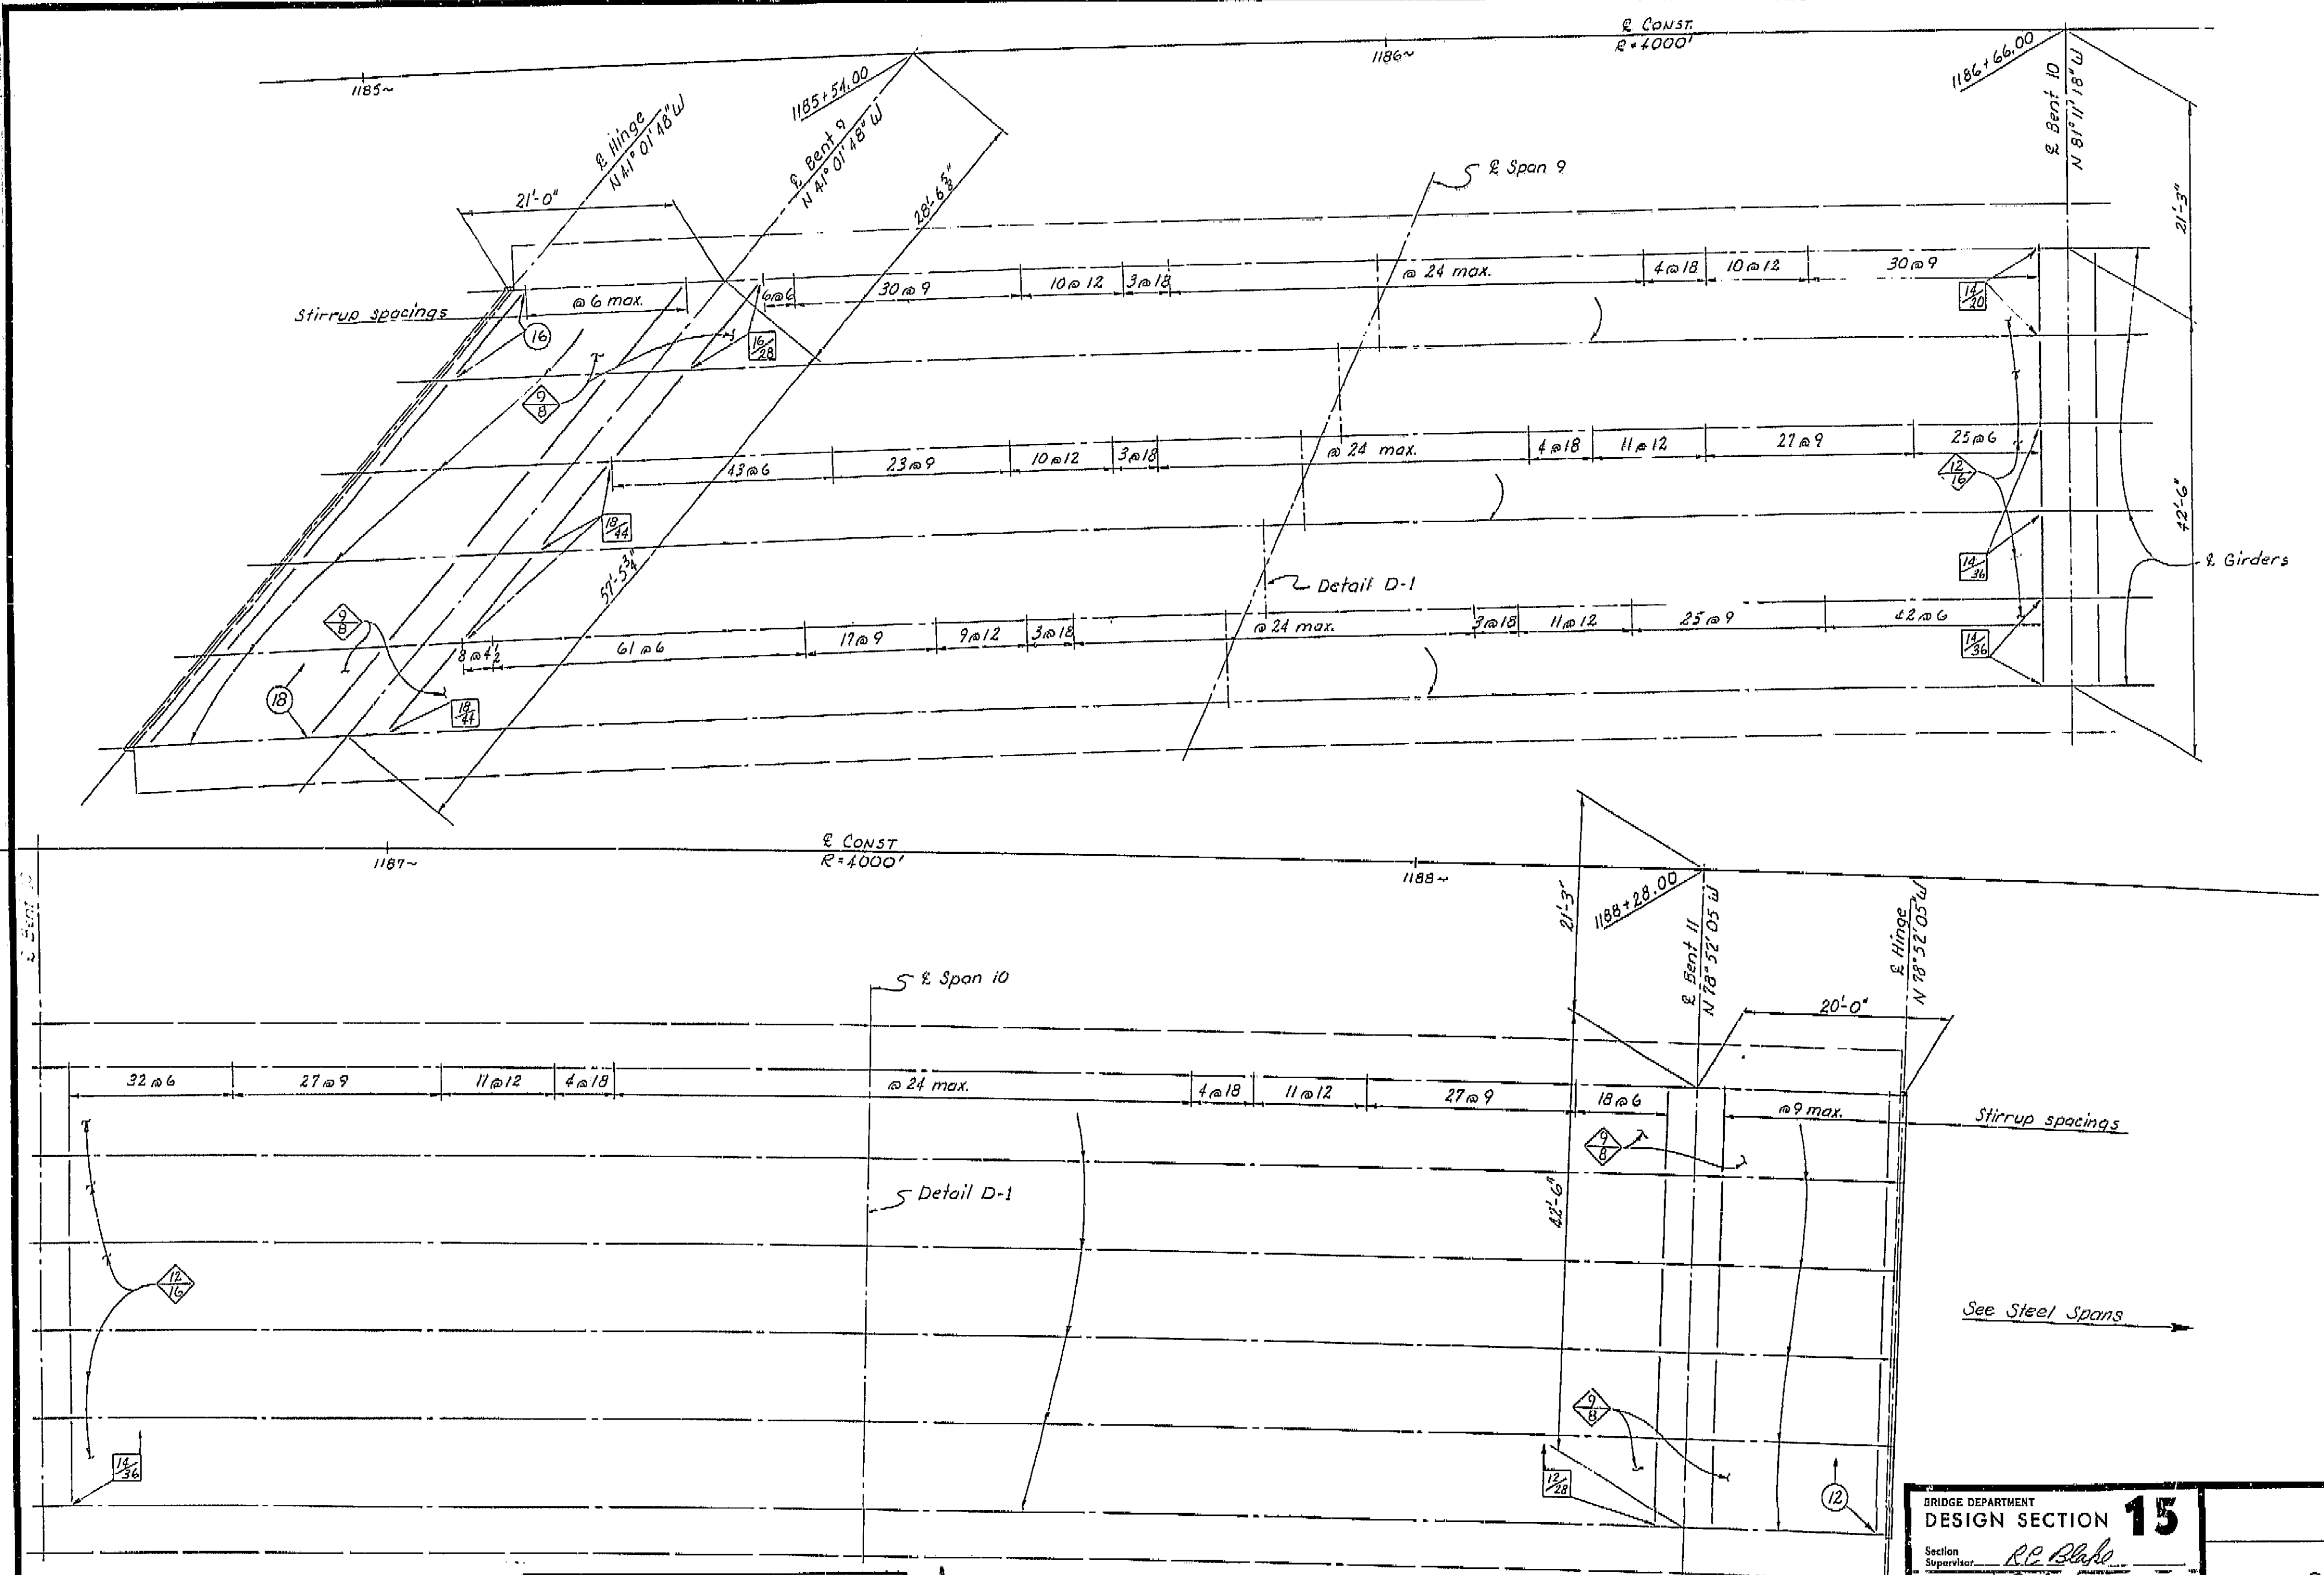 ℄ CONST.
R=4000'
1185~
1186~
1185+54.00
1186+66.00
℄ Hinge
N 41° 01' 48" W
℄ Bent 9
N 41° 01' 48" W
℄ Bent 10
N 81° 11' 18" W
21'-0"
28'-6 5/8"
℄ Span 9
21'-3"
Stirrup spacings
@ 6 max.
6@6
30@9
10@12
3@18
@ 24 max.
4@18
10@12
30@9
16
16/28
14/20
9/8
43@6
23@9
10@12
3@18
@ 24 max.
4@18
11@12
27@9
25@6
12/16
18/44
42'-6"
57'-5 3/4"
Detail D-1
14/36
℄ Girders
9/8
8@4½
61@6
17@9
9@12
3@18
@ 24 max.
3@18
11@12
25@9
42@6
14/36
18
18/44
℄ CONST
R=4000'
1187~
1188~
1188+28.00
21'-3"
℄ Bent 10
℄ Bent 11
N 78° 52' 05" W
℄ Hinge
N 78° 52' 05" W
℄ Span 10
20'-0"
32@6
27@9
11@12
4@18
@ 24 max.
4@18
11@12
27@9
18@6
@9 max.
Stirrup spacings
9/8
Detail D-1
42'-6"
12/16
See Steel Spans
9/8
14/36
12/28
12
BRIDGE DEPARTMENT
DESIGN SECTION 15
Section
Supervisor R.C. Blake